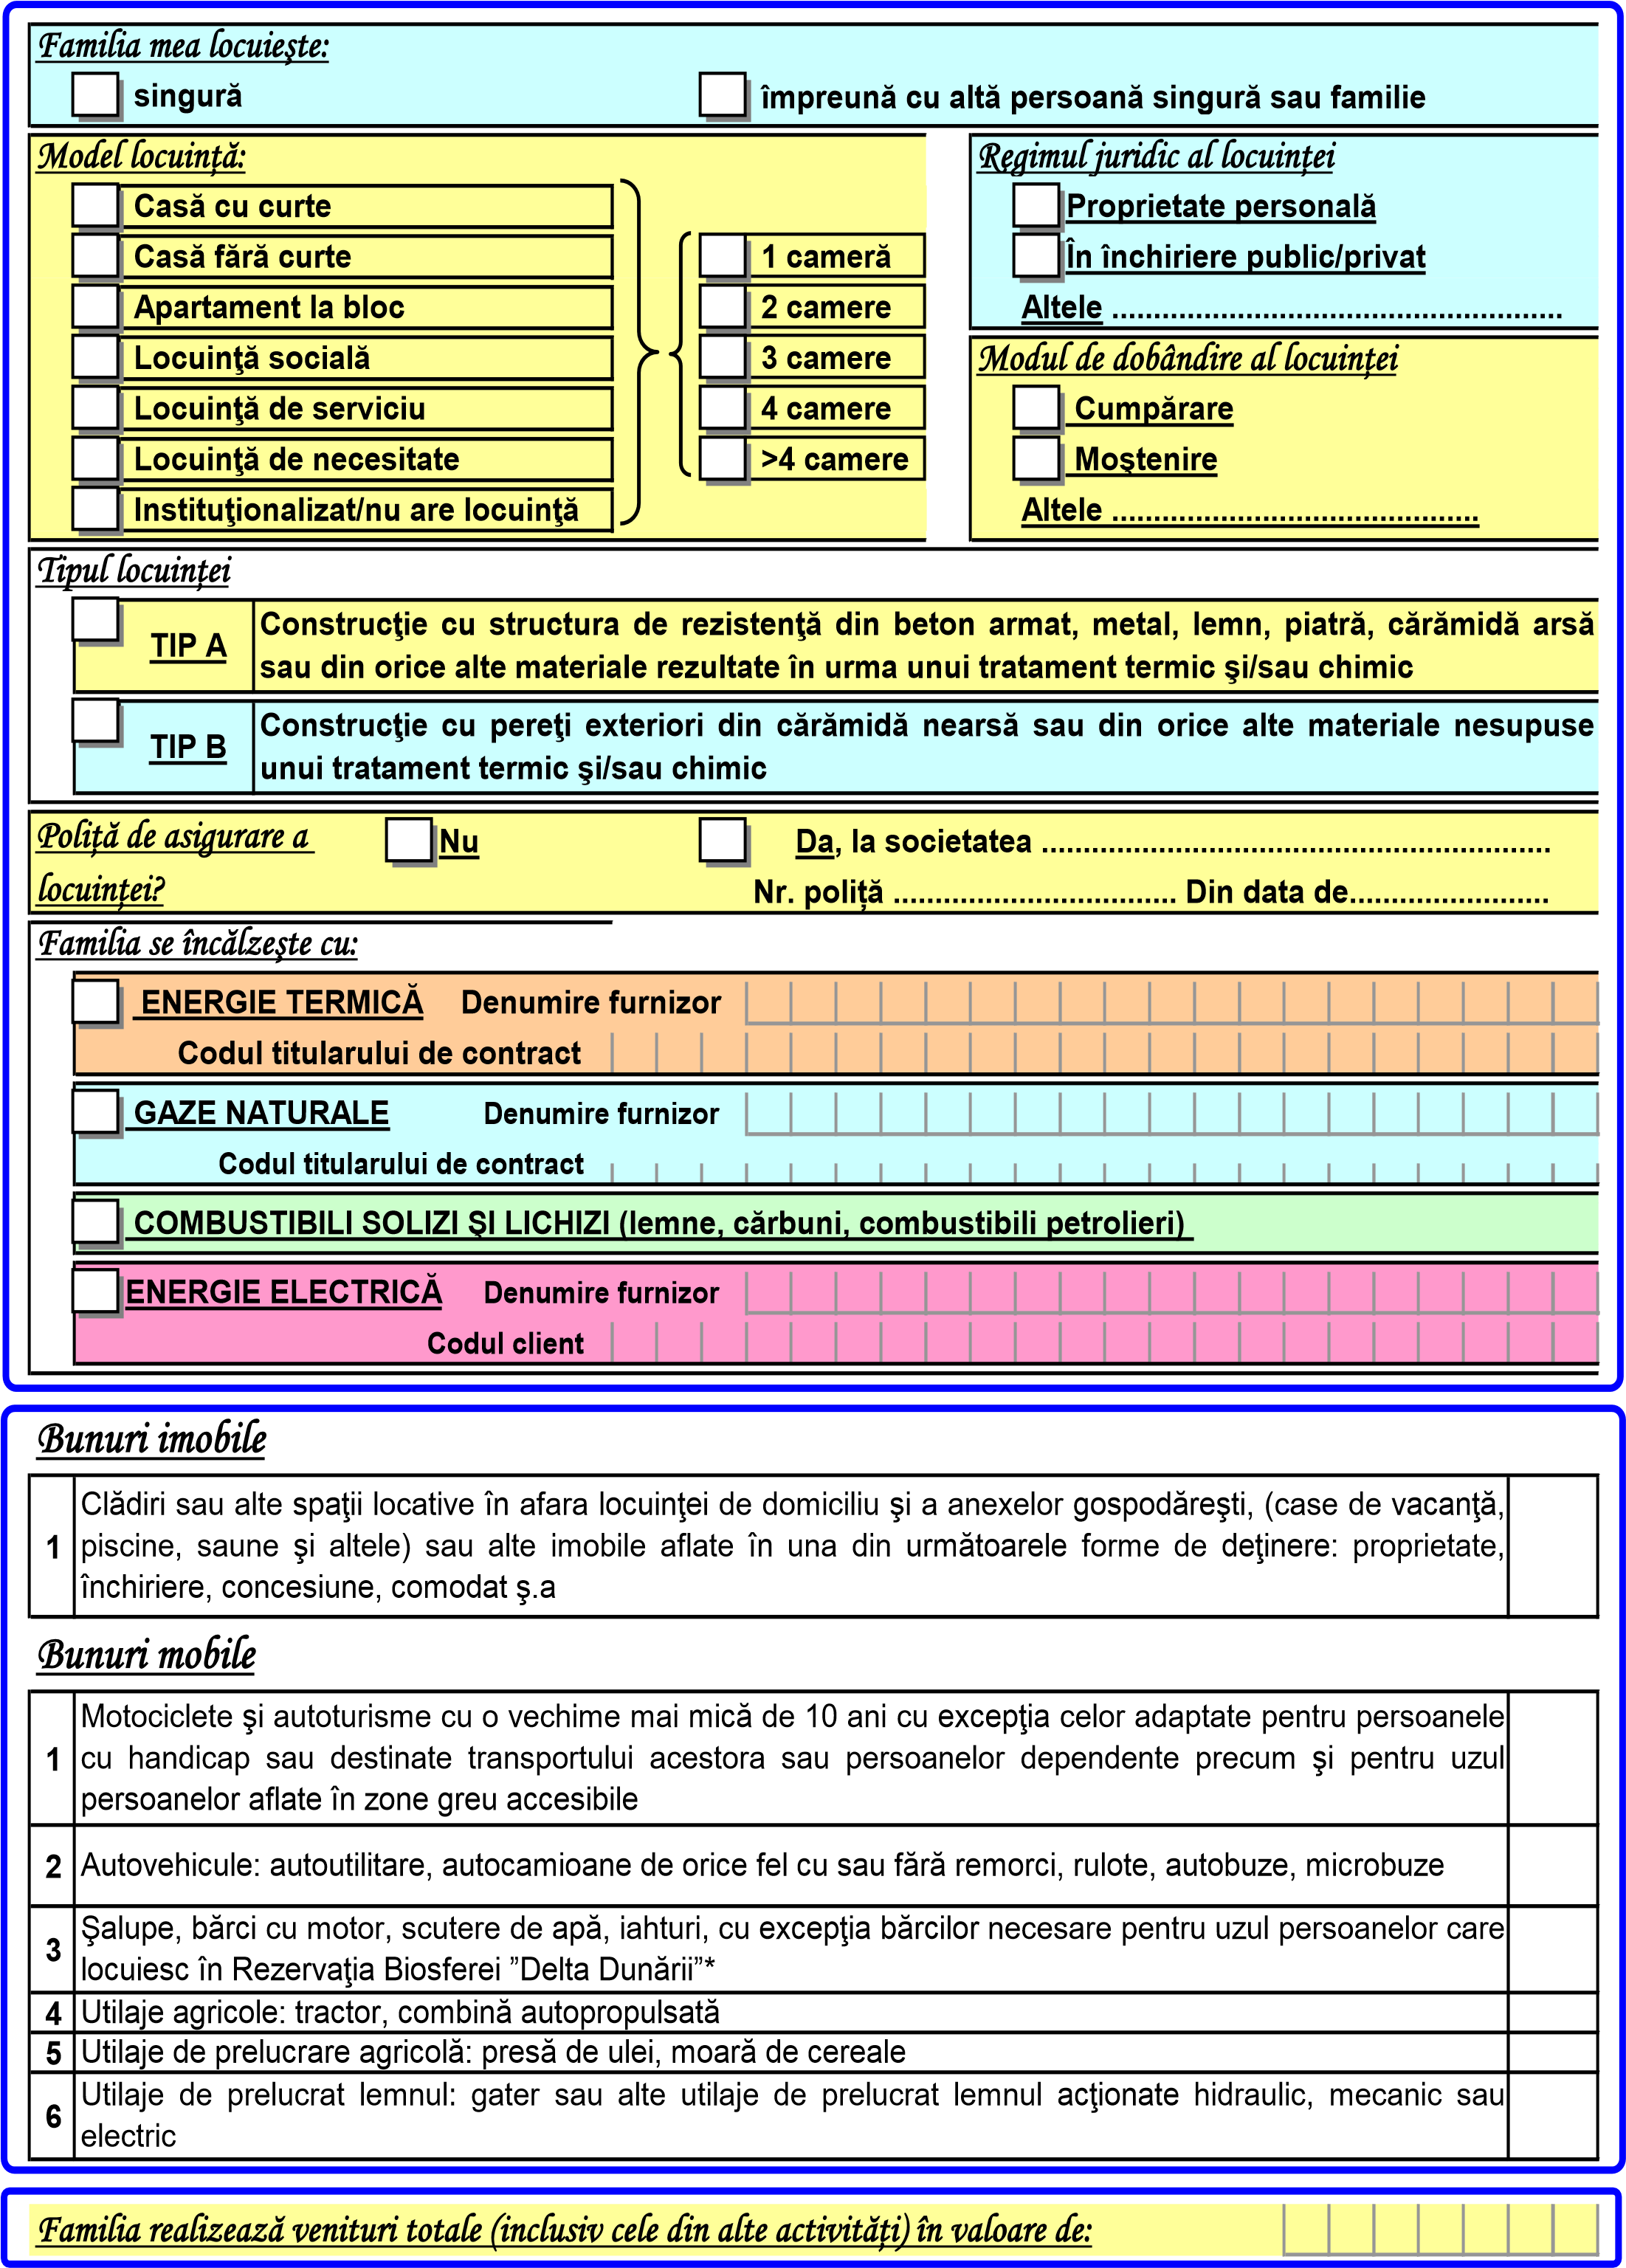 Familia mea locuieşte:
singură
împreună cu altă persoană singură sau familie
Model locuință:
Casă cu curte
Casă fără curte
Apartament la bloc
Locuinţă socială
Locuinţă de serviciu
Locuinţă de necesitate
Instituţionalizat/nu are locuinţă
1 cameră
2 camere
3 camere
4 camere
>4 camere
Regimul juridic al locuinței
Proprietate personală
În închiriere public/privat
Altele ......................................................
Modul de dobândire al locuinței
Cumpărare
Moştenire
Altele ............................................
Tipul locuinței
TIP A
Construcţie cu structura de rezistenţă din beton armat, metal, lemn, piatră, cărămidă arsă
sau din orice alte materiale rezultate în urma unui tratament termic şi/sau chimic
TIP B
Construcţie cu pereţi exteriori din cărămidă nearsă sau din orice alte materiale nesupuse
unui tratament termic şi/sau chimic
Poliță de asigurare a
locuinței?
Nu
Da, la societatea .............................................................
Nr. poliță .................................. Din data de........................
Familia se încălzeşte cu:
ENERGIE TERMICĂ Denumire furnizor
Codul titularului de contract
GAZE NATURALE Denumire furnizor
Codul titularului de contract
COMBUSTIBILI SOLIZI ŞI LICHIZI (lemne, cărbuni, combustibili petrolieri)
ENERGIE ELECTRICĂ Denumire furnizor
Codul client
Bunuri imobile
1
Clădiri sau alte spaţii locative în afara locuinţei de domiciliu şi a anexelor gospodăreşti, (case de vacanţă,
piscine, saune şi altele) sau alte imobile aflate în una din următoarele forme de deţinere: proprietate,
închiriere, concesiune, comodat ş.a
Bunuri mobile
1
Motociclete şi autoturisme cu o vechime mai mică de 10 ani cu excepţia celor adaptate pentru persoanele
cu handicap sau destinate transportului acestora sau persoanelor dependente precum şi pentru uzul
persoanelor aflate în zone greu accesibile
2 Autovehicule: autoutilitare, autocamioane de orice fel cu sau fără remorci, rulote, autobuze, microbuze
3
Şalupe, bărci cu motor, scutere de apă, iahturi, cu excepţia bărcilor necesare pentru uzul persoanelor care
locuiesc în Rezervaţia Biosferei ”Delta Dunării”*
4 Utilaje agricole: tractor, combină autopropulsată
5 Utilaje de prelucrare agricolă: presă de ulei, moară de cereale
6
Utilaje de prelucrat lemnul: gater sau alte utilaje de prelucrat lemnul acţionate hidraulic, mecanic sau
electric
Familia realizează venituri totale (inclusiv cele din alte activități) în valoare de: